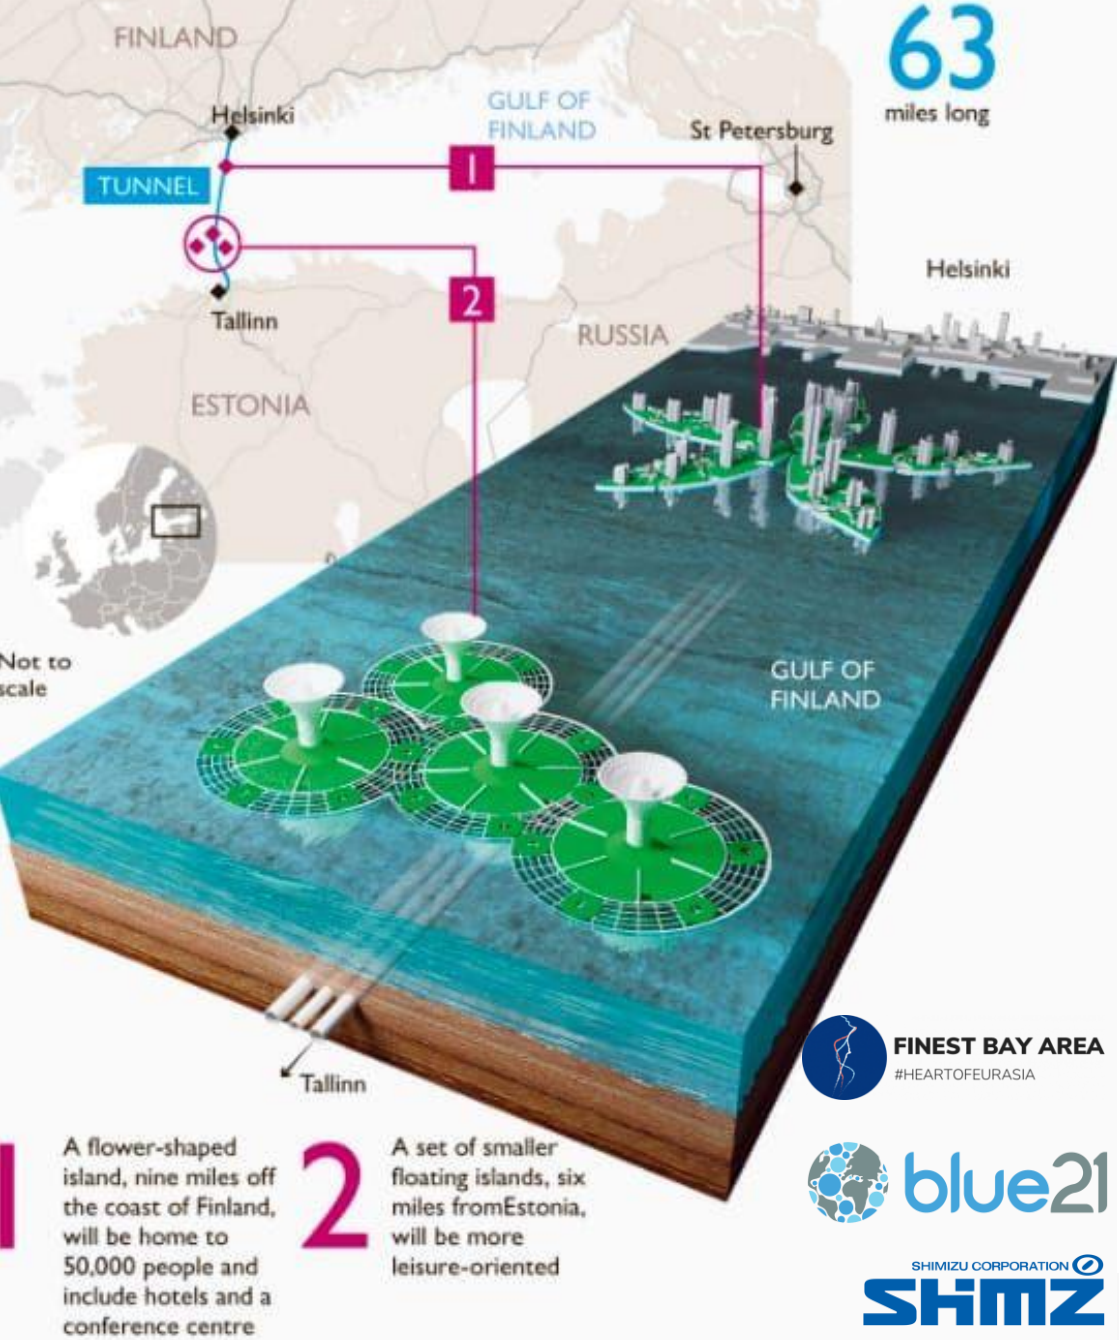 FINLAND
63
miles long
Helsinki
GULF OF
FINLAND
St Petersburg
1
TUNNEL
2
Helsinki
Tallinn
RUSSIA
ESTONIA
Not to
scale
GULF OF
FINLAND
Tallinn
FINEST BAY AREA
#HEARTOFEURASIA
1
A flower-shaped
island, nine miles off
the coast of Finland,
will be home to
50,000 people and
include hotels and a
conference centre
2
A set of smaller
floating islands, six
miles fromEstonia,
will be more
leisure-oriented
blue21
SHIMIZU CORPORATION
SHIMZ